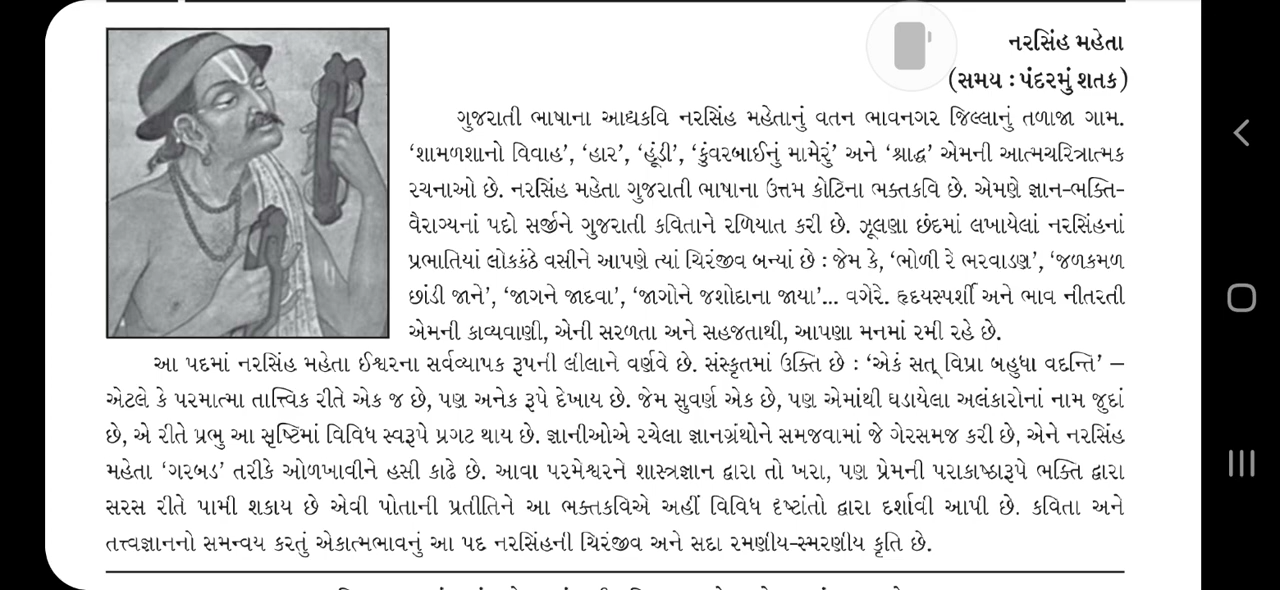 નરસિંહ મહેતા
(સમય : પંદરમું શતક)
ગુજરાતી ભાષાના આદ્યકવિ નરસિંહ મહેતાનું વતન ભાવનગર જિલ્લાનું તળાજા ગામ.
‘શામળશાનો વિવાહ’, ‘હાર’, ‘હૂંડી’, ‘કુંવરબાઈનું મામેરું’ અને ‘શ્રાદ્ધ’ એમની આત્મચરિત્રાત્મક
રચનાઓ છે. નરસિંહ મહેતા ગુજરાતી ભાષાના ઉત્તમ કોટિના ભક્તકવિ છે. એમણે જ્ઞાન-ભક્તિ-
વૈરાગ્યનાં પદો સર્જીને ગુજરાતી કવિતાને રળિયાત કરી છે. ઝૂલણા છંદમાં લખાયેલાં નરસિંહનાં
પ્રભાતિયાં લોકકંઠે વસીને આપણે ત્યાં ચિરંજીવ બન્યાં છે : જેમ કે, ‘ભોળી રે ભરવાડણ’, ‘જળકમળ
છાંડી જાને’, ‘જાગને જાદવા’, ‘જાગોને જશોદાના જાયા’... વગેરે. હૃદયસ્પર્શી અને ભાવ નીતરતી
એમની કાવ્યવાણી, એની સરળતા અને સહજતાથી, આપણા મનમાં રમી રહે છે.
આ પદમાં નરસિંહ મહેતા ઈશ્વરના સર્વવ્યાપક રૂપની લીલાને વર્ણવે છે. સંસ્કૃતમાં ઉક્તિ છે : ‘એકં સત્ વિપ્રા બહુધા વદન્તિ’ –
એટલે કે પરમાત્મા તાત્ત્વિક રીતે એક જ છે, પણ અનેક રૂપે દેખાય છે. જેમ સુવર્ણ એક છે, પણ એમાંથી ઘડાયેલા અલંકારોનાં નામ જુદાં
છે, એ રીતે પ્રભુ આ સૃષ્ટિમાં વિવિધ સ્વરૂપે પ્રગટ થાય છે. જ્ઞાનીઓએ રચેલા જ્ઞાનગ્રંથોને સમજવામાં જે ગેરસમજ કરી છે, એને નરસિંહ
મહેતા ‘ગરબડ’ તરીકે ઓળખાવીને હસી કાઢે છે. આવા પરમેશ્વરને શાસ્ત્રજ્ઞાન દ્વારા તો ખરા, પણ પ્રેમની પરાકાષ્ઠારૂપે ભક્તિ દ્વારા
સરસ રીતે પામી શકાય છે એવી પોતાની પ્રતીતિને આ ભક્તકવિએ અહીં વિવિધ દૃષ્ટાંતો દ્વારા દર્શાવી આપી છે. કવિતા અને
તત્ત્વજ્ઞાનનો સમન્વય કરતું એકાત્મભાવનું આ પદ નરસિંહની ચિરંજીવ અને સદા રમણીય-સ્મરણીય કૃતિ છે.